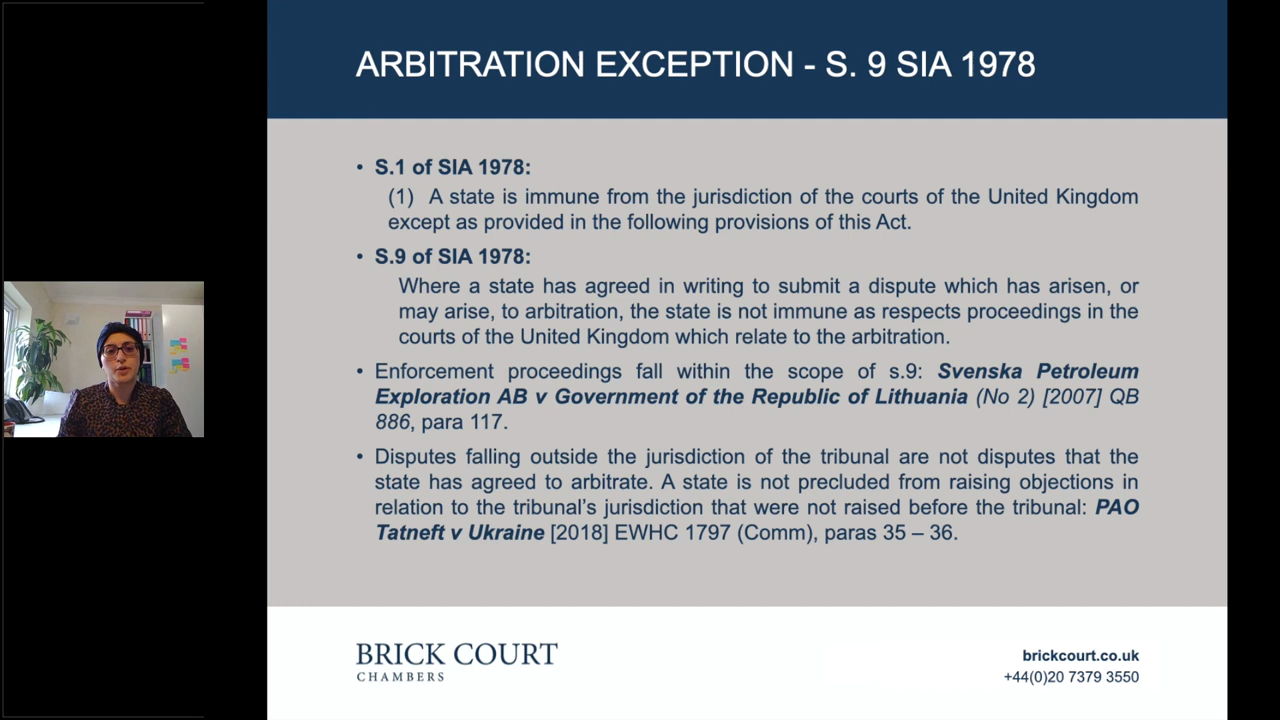 ARBITRATION EXCEPTION - S. 9 SIA 1978
• S.1 of SIA 1978:
(1) A state is immune from the jurisdiction of the courts of the United Kingdom
except as provided in the following provisions of this Act.
• S.9 of SIA 1978:
Where a state has agreed in writing to submit a dispute which has arisen, or
may arise, to arbitration, the state is not immune as respects proceedings in the
courts of the United Kingdom which relate to the arbitration.
• Enforcement proceedings fall within the scope of s.9: Svenska Petroleum
Exploration AB v Government of the Republic of Lithuania (No 2) [2007] QB
886, para 117.
• Disputes falling outside the jurisdiction of the tribunal are not disputes that the
state has agreed to arbitrate. A state is not precluded from raising objections in
relation to the tribunal’s jurisdiction that were not raised before the tribunal: PAO
Tatneft v Ukraine [2018] EWHC 1797 (Comm), paras 35 – 36.
BRICK COURT
CHAMBERS
brickcourt.co.uk
+44(0)20 7379 3550